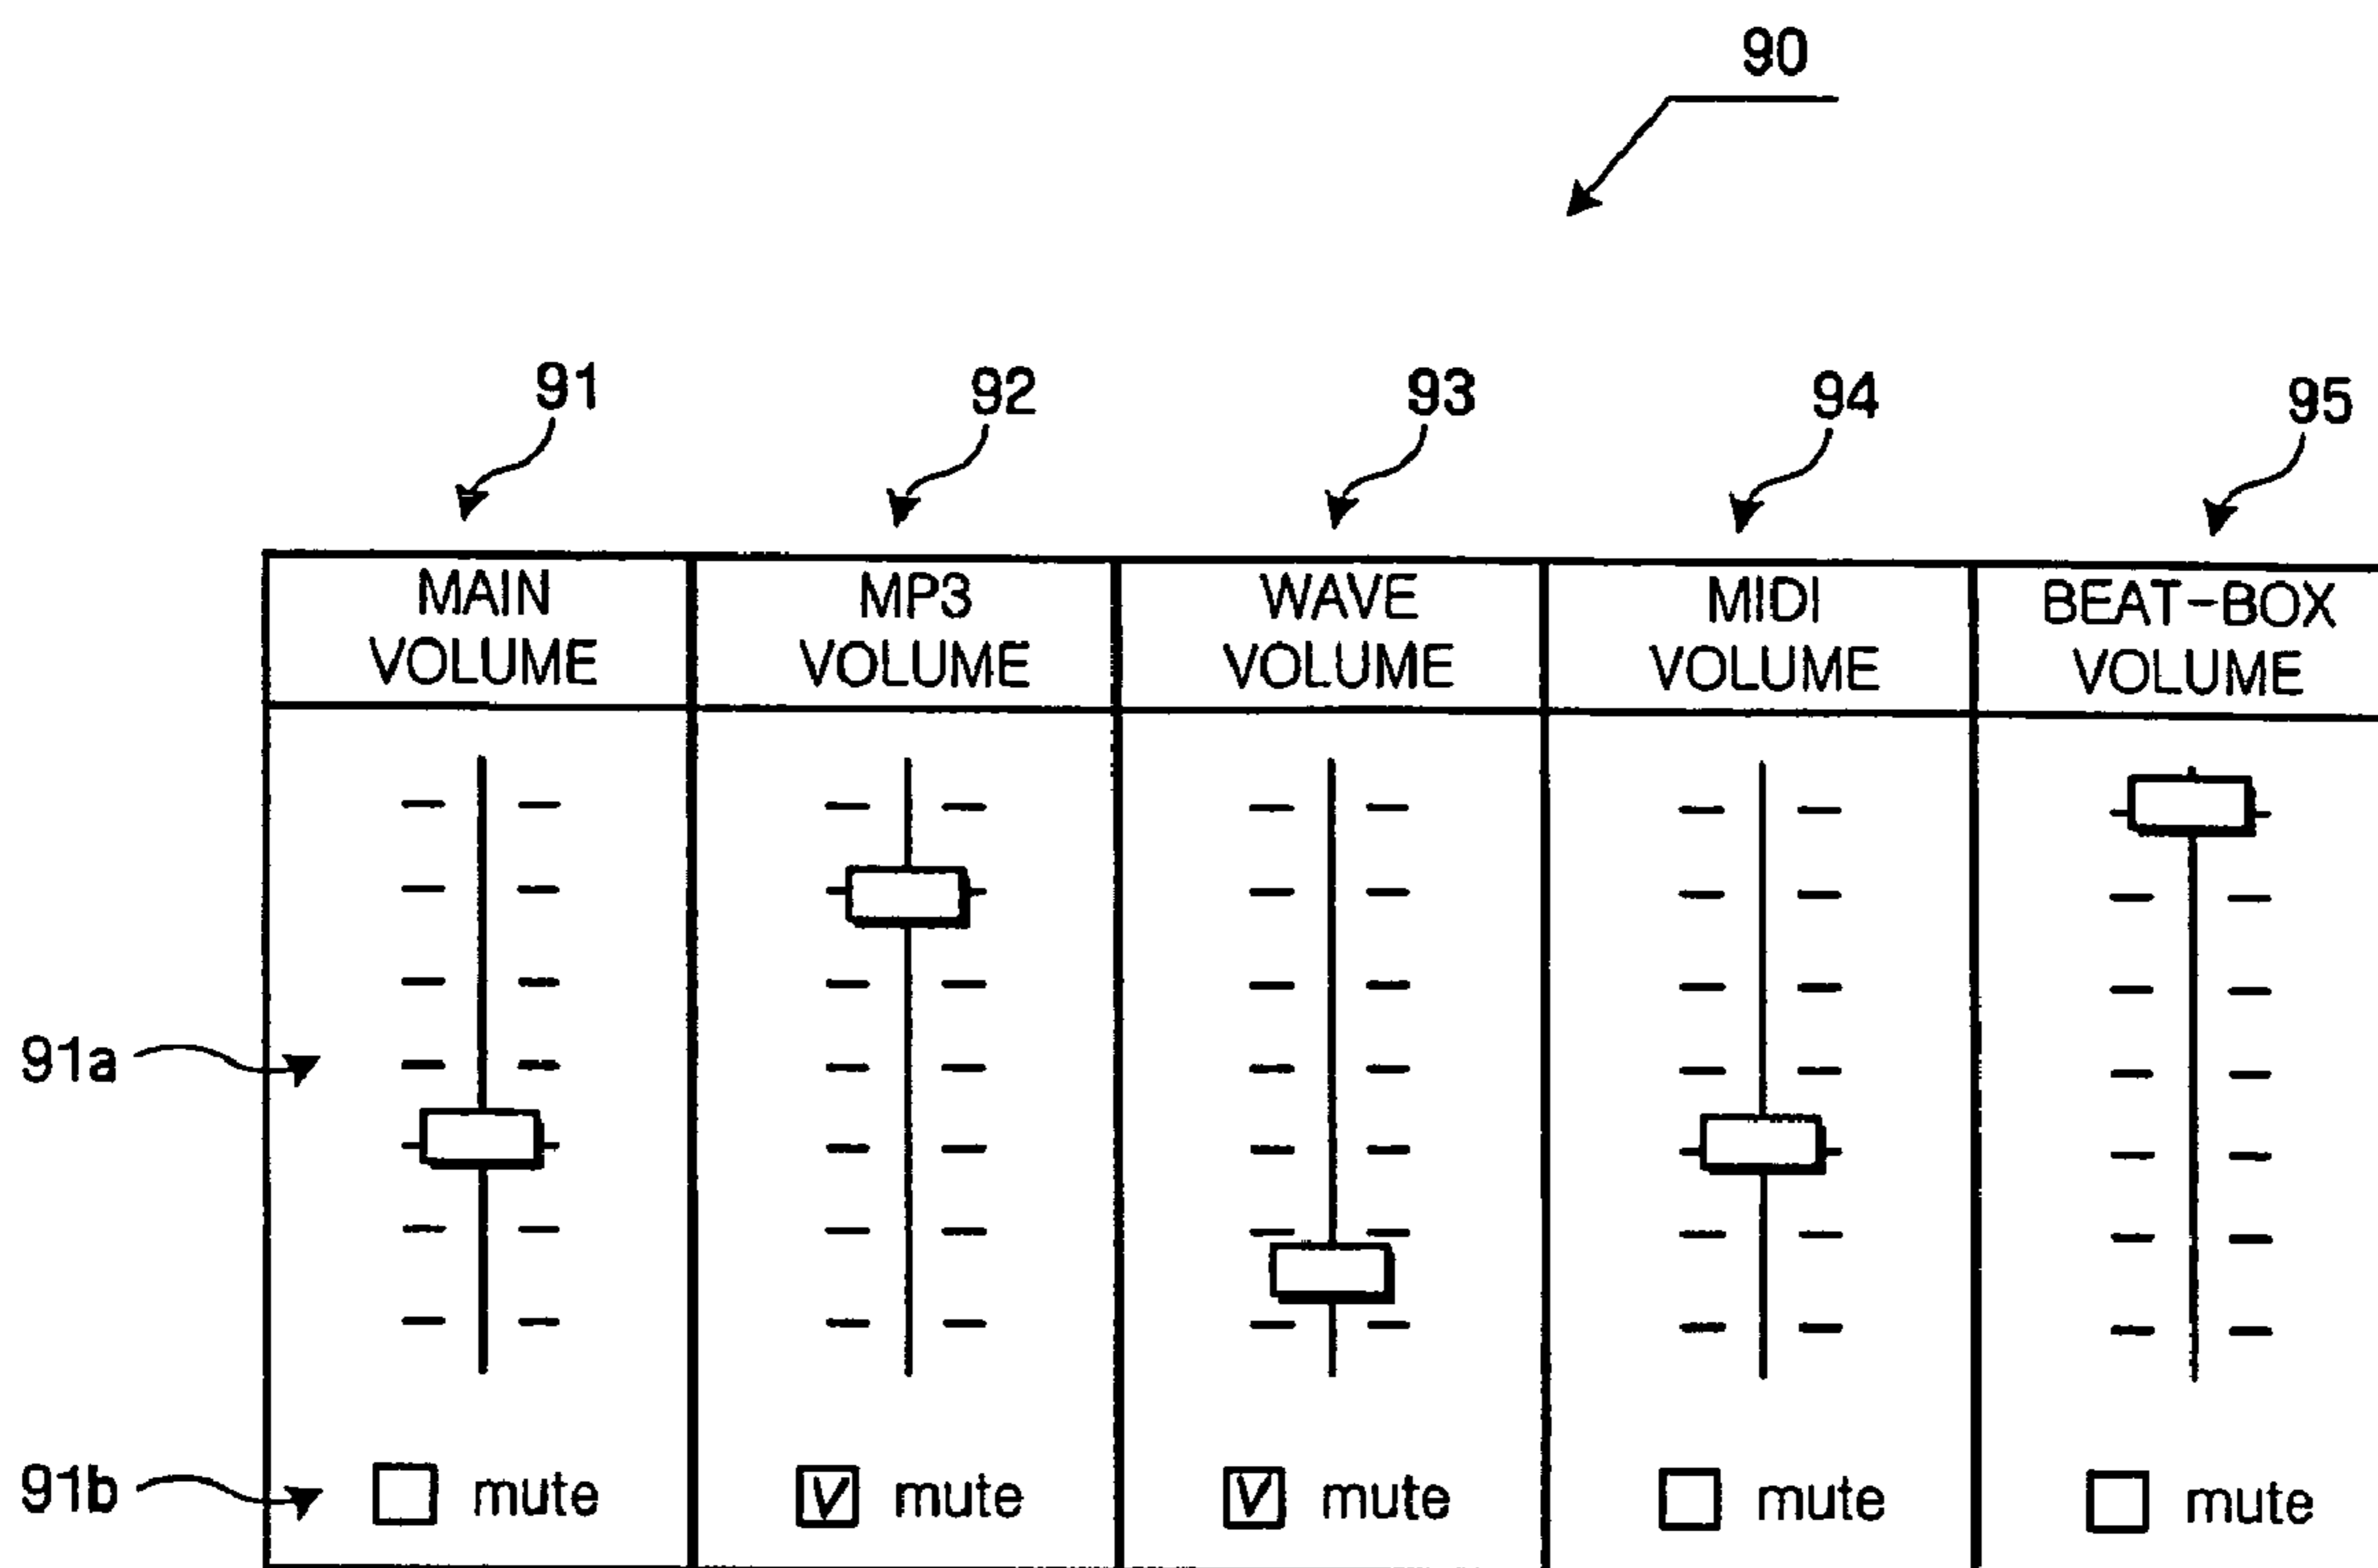 90
91
92
93
94
95
MAIN
VOLUME
MP3
VOLUME
WAVE
VOLUME
MIDI
VOLUME
BEAT-BOX
VOLUME
91a
91b
mute
V mute
V mute
mute
mute